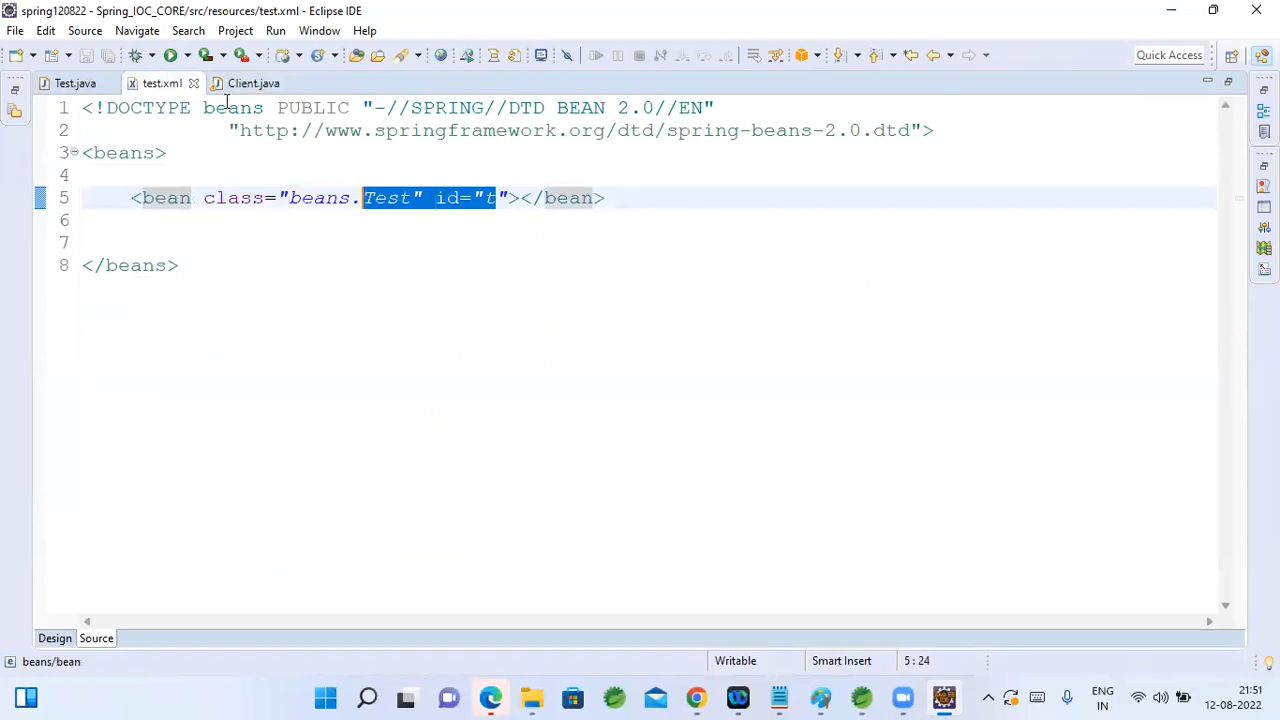 spring120822 - Spring_IOC_CORE/src/resources/test.xml - Eclipse IDE
File Edit Source Navigate Search Project Run Window Help
Quick Access
Test.java test.xml Client.java
1 <!DOCTYPE beans PUBLIC "-//SPRING//DTD BEAN 2.0//EN"
2 "http://www.springframework.org/dtd/spring-beans-2.0.dtd">
3 <beans>
4
5 <bean class="beans.Test" id="t"></bean>
6
7
8 </beans>
Design Source
beans/bean Writable Smart Insert 5 : 24
ENG 21:51
IN 12-08-2022